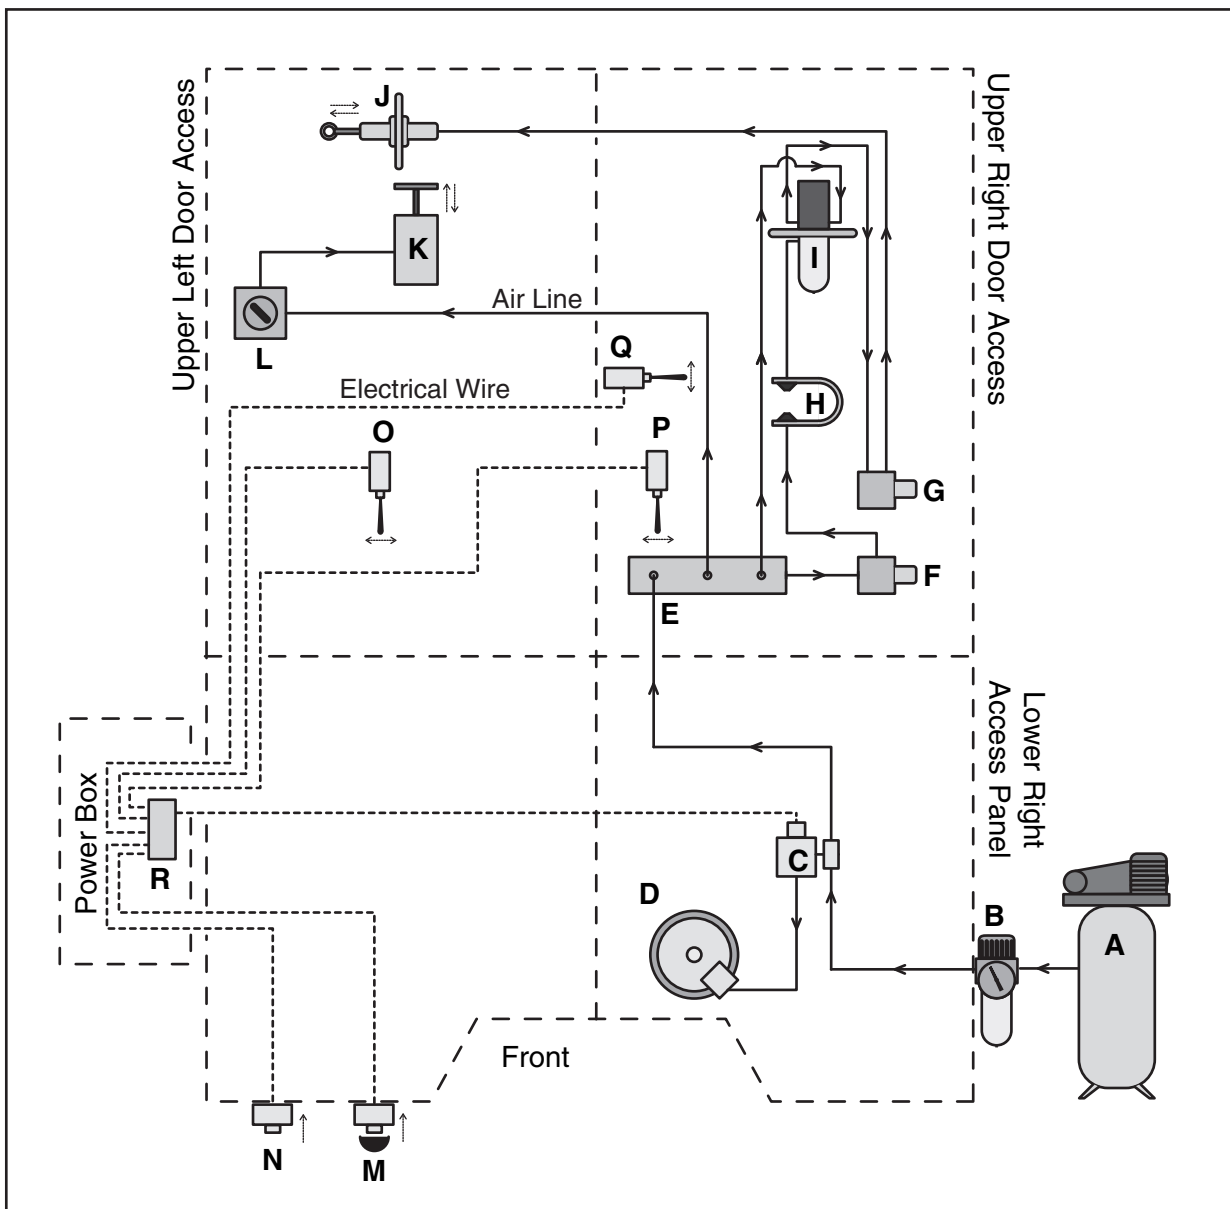 Upper Left Door Access
Upper Right Door Access
J
K
I
Air Line
L
Q
Electrical Wire
H
O
P
G
F
E
Lower Right
Access Panel
Power Box
R
C
D
B
A
Front
N
M